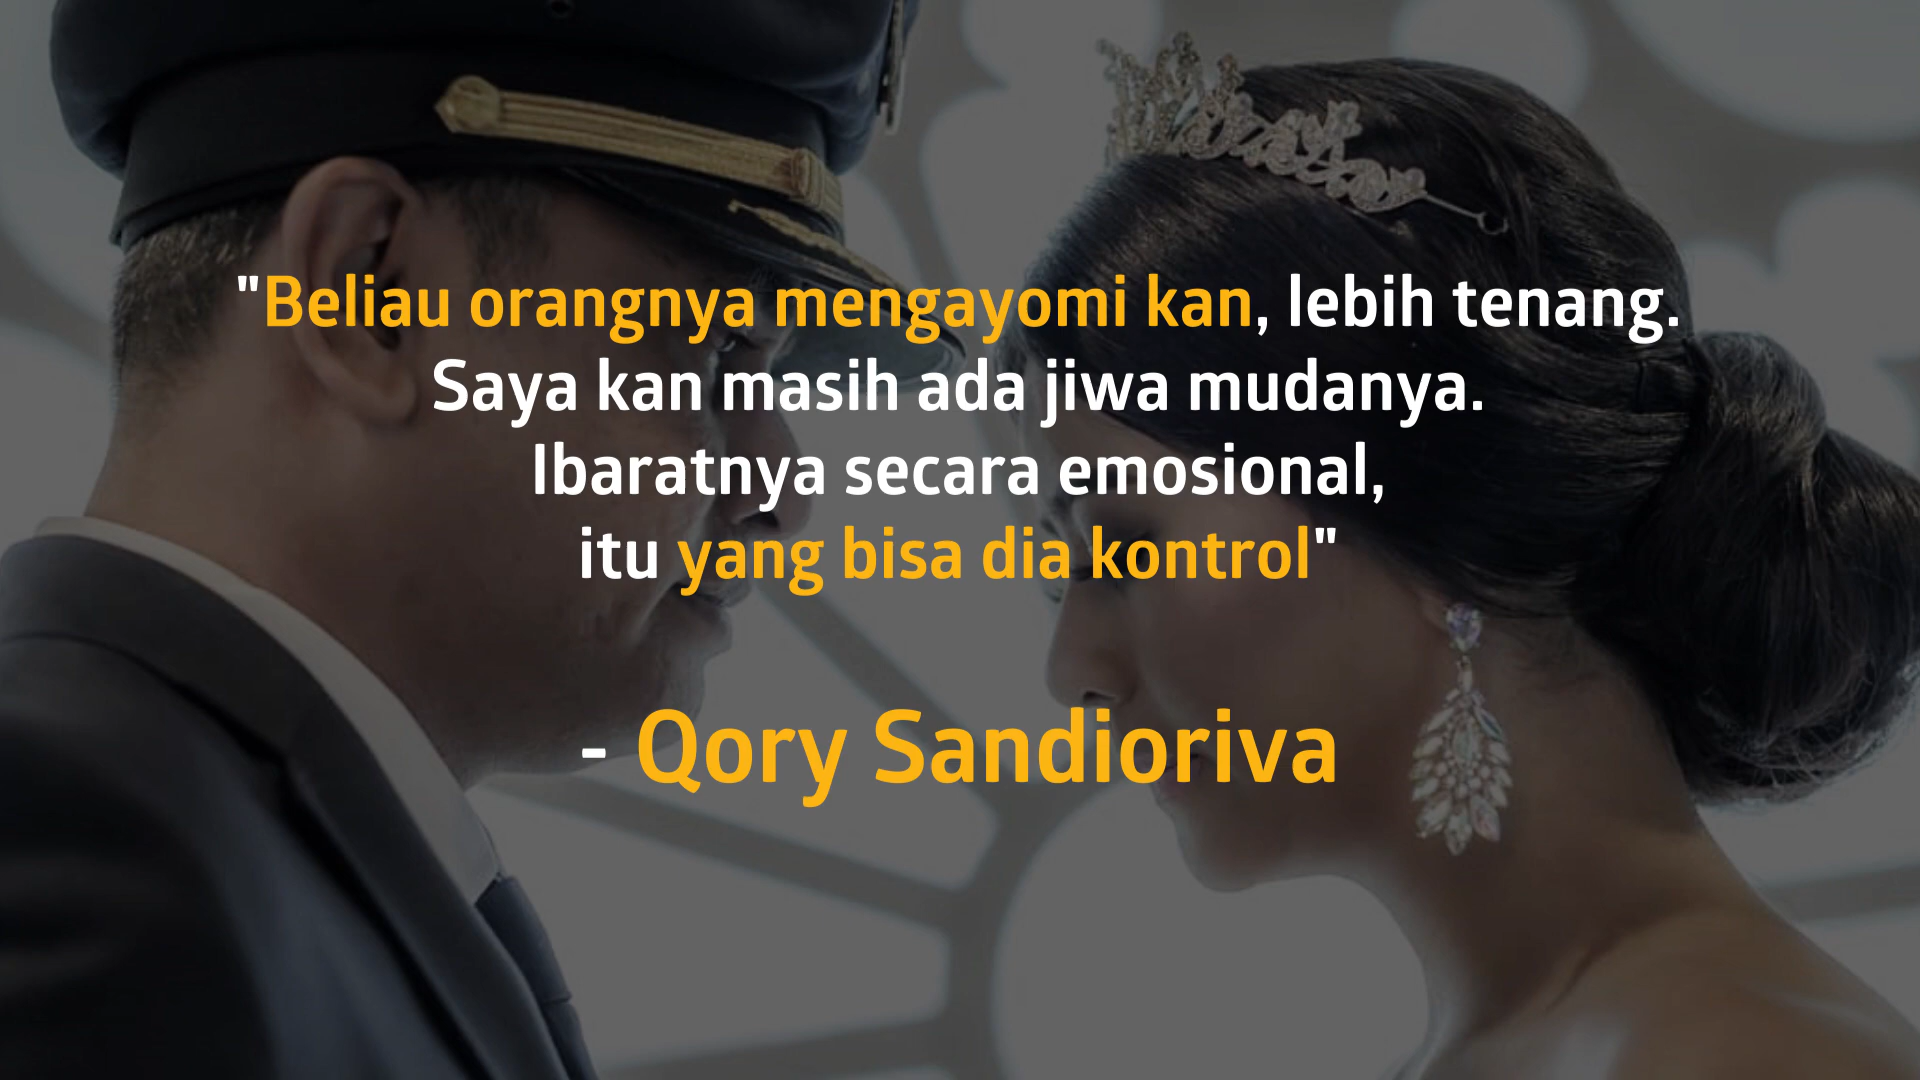 "Beliau orangnya mengayomi kan, lebih tenang.
Saya kan masih ada jiwa mudanya.
Ibaratnya secara emosional,
itu yang bisa dia kontrol"
- Qory Sandioriva